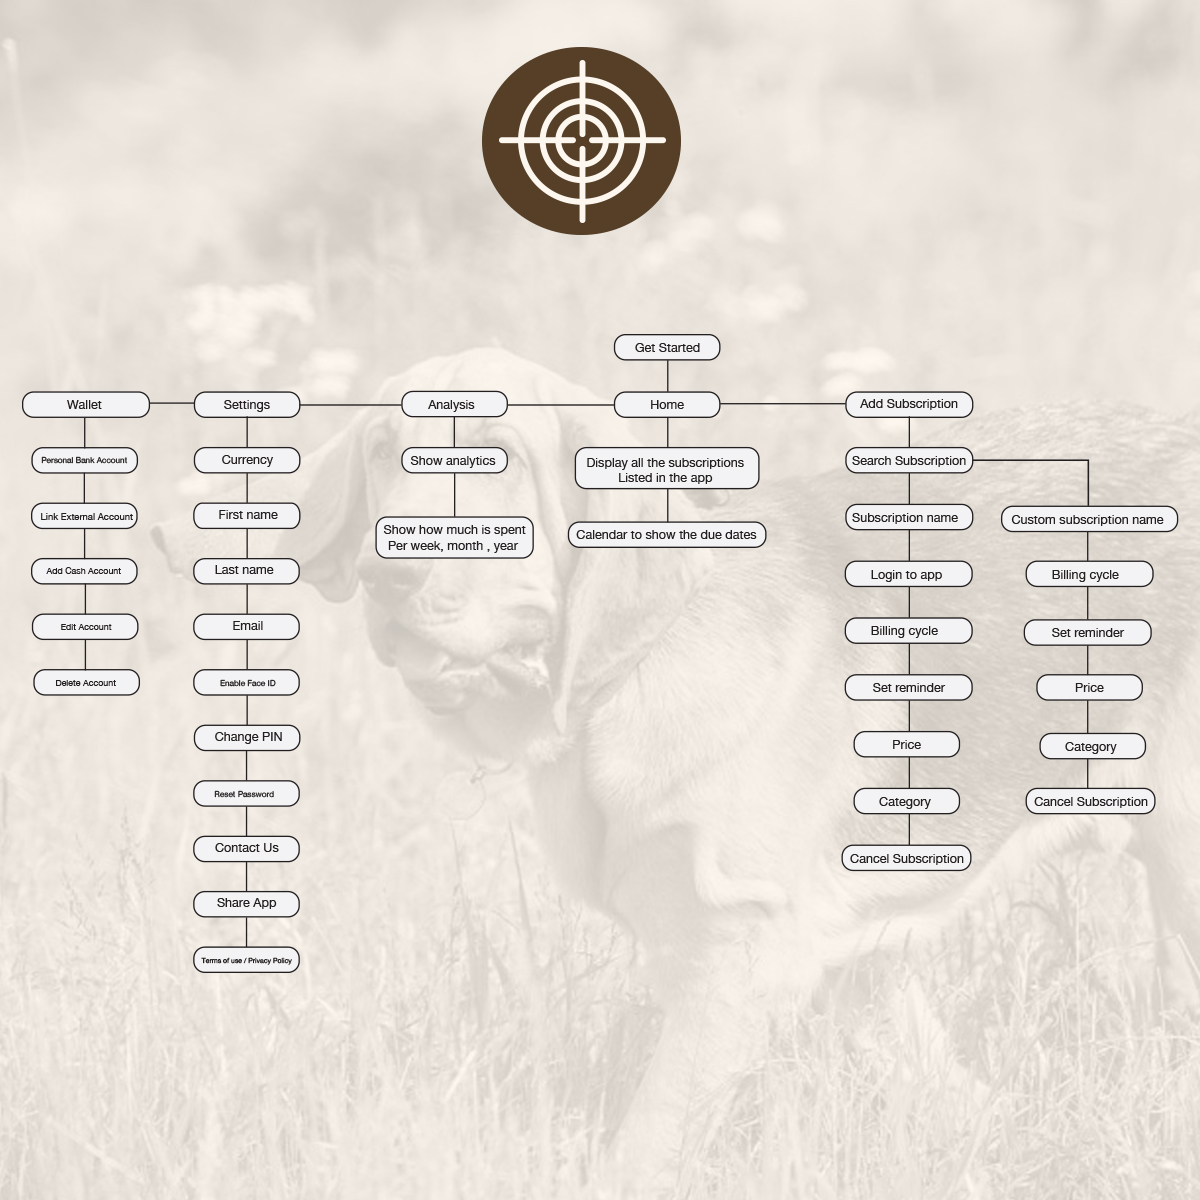 Get Started
Wallet
Settings
Analysis
Home
Add Subscription
Personal Bank Account
Link External Account
Add Cash Account
Edit Account
Delete Account
Currency
First name
Last name
Email
Enable Face ID
Change PIN
Reset Password
Contact Us
Share App
Terms of use / Privacy Policy
Show analytics
Show how much is spent
Per week, month , year
Display all the subscriptions
Listed in the app
Calendar to show the due dates
Search Subscription
Subscription name
Login to app
Billing cycle
Set reminder
Price
Category
Cancel Subscription
Custom subscription name
Billing cycle
Set reminder
Price
Category
Cancel Subscription